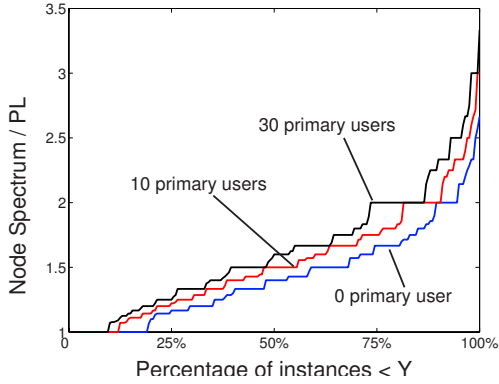 3.5
3
2.5
2
1.5
1
Node Spectrum / PL
30 primary users
10 primary users
0 primary user
0 25% 50% 75% 100%
Percentage of instances < Y